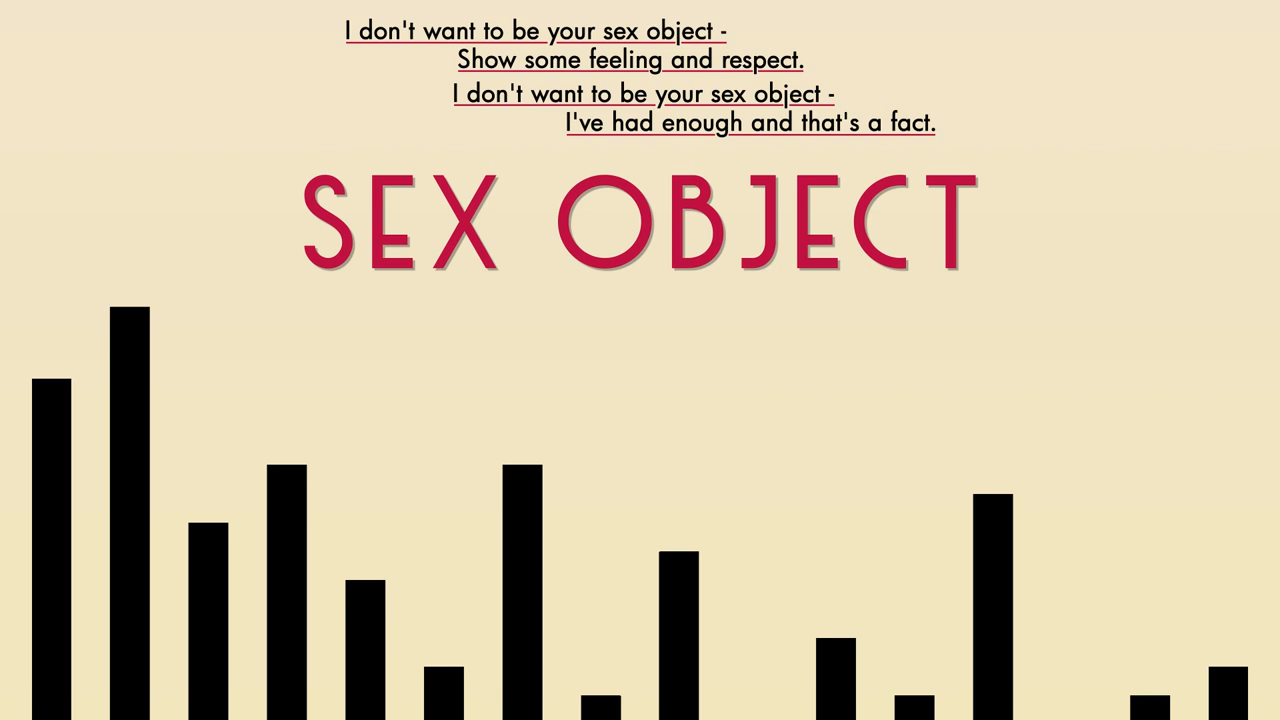 I don't want to be your sex object -
Show some feeling and respect.
I don't want to be your sex object -
I've had enough and that's a fact.
SEX OBJECT